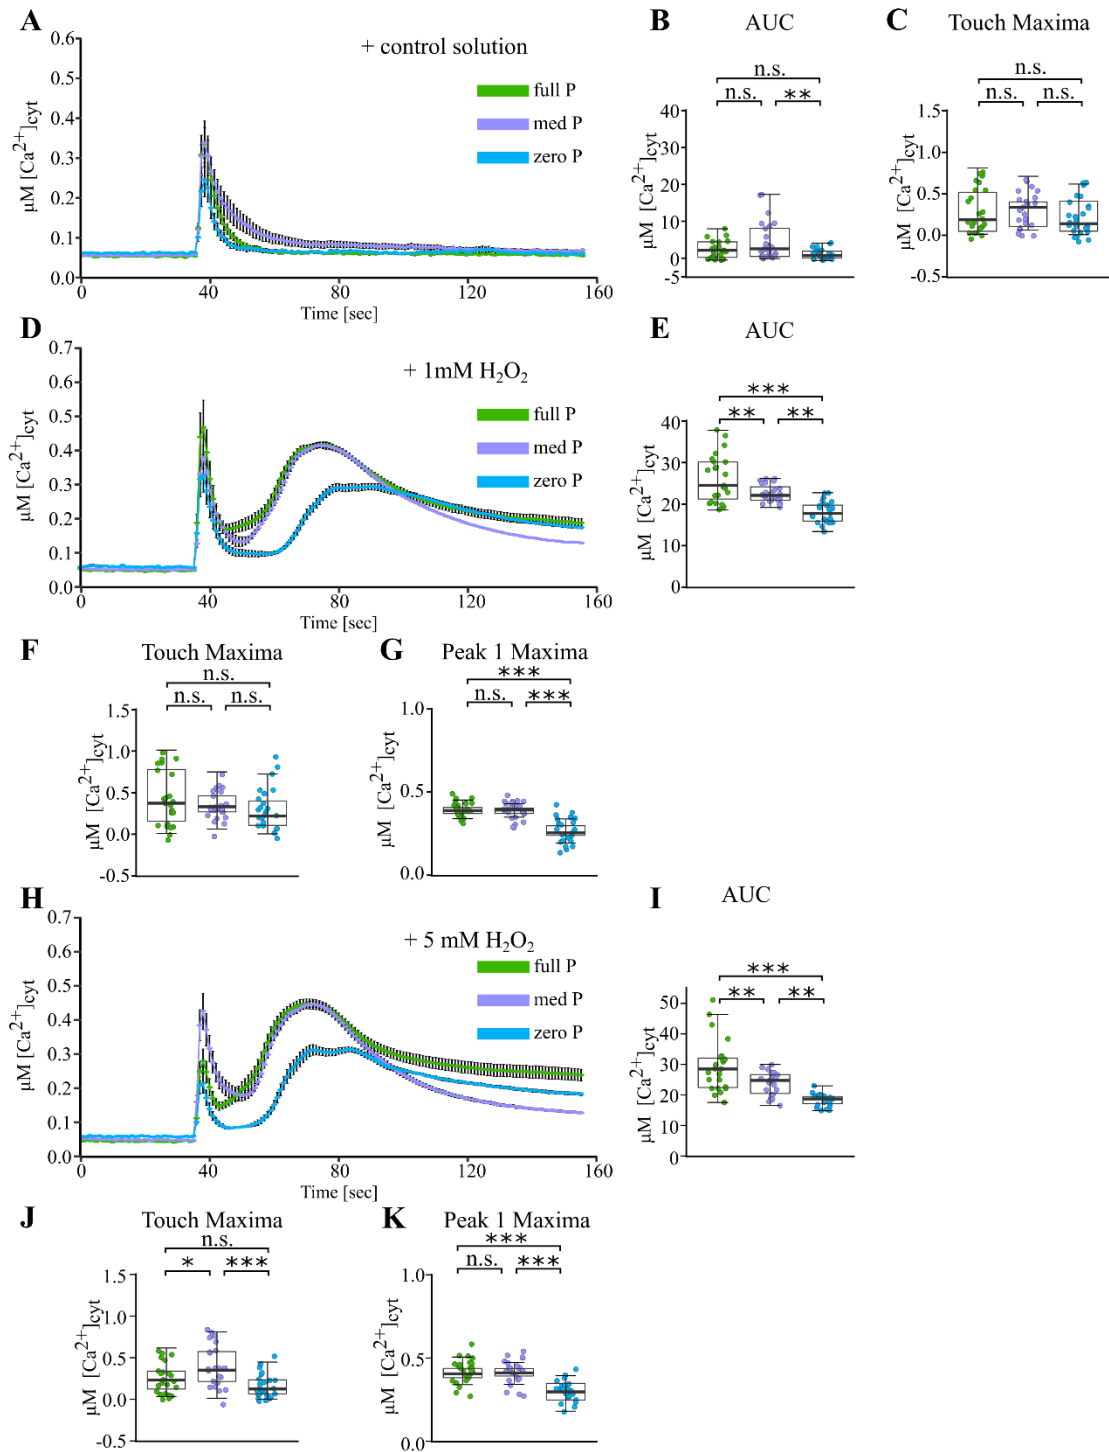 A
+ control solution
full P
med P
zero P
μM [Ca2+]cyt
0.6
0.5
0.4
0.3
0.2
0.1
0.0
0 40 80 120 160
Time [sec]
B
AUC
n.s.
n.s. **
μM [Ca2+]cyt
40
30
20
10
0
-5
C
Touch Maxima
n.s.
n.s. n.s.
μM [Ca2+]cyt
1.5
1.0
0.5
0.0
-0.5
D
+ 1mM H2O2
full P
med P
zero P
μM [Ca2+]cyt
0.7
0.6
0.5
0.4
0.3
0.2
0.1
0.0
0 40 80 120 160
Time [sec]
E
AUC
***
** **
μM [Ca2+]cyt
40
30
20
10
0
F
Touch Maxima
n.s.
n.s. n.s.
μM [Ca2+]cyt
1.5
1.0
0.5
0.0
-0.5
G
Peak 1 Maxima
***
n.s. ***
μM [Ca2+]cyt
1.0
0.5
0.0
H
+ 5 mM H2O2
full P
med P
zero P
μM [Ca2+]cyt
0.7
0.6
0.5
0.4
0.3
0.2
0.1
0.0
0 40 80 120 160
Time [sec]
I
AUC
***
** **
μM [Ca2+]cyt
50
40
30
20
10
0
J
Touch Maxima
n.s.
* ***
μM [Ca2+]cyt
1.5
1.0
0.5
0.0
-0.5
K
Peak 1 Maxima
***
n.s. ***
μM [Ca2+]cyt
1.0
0.5
0.0